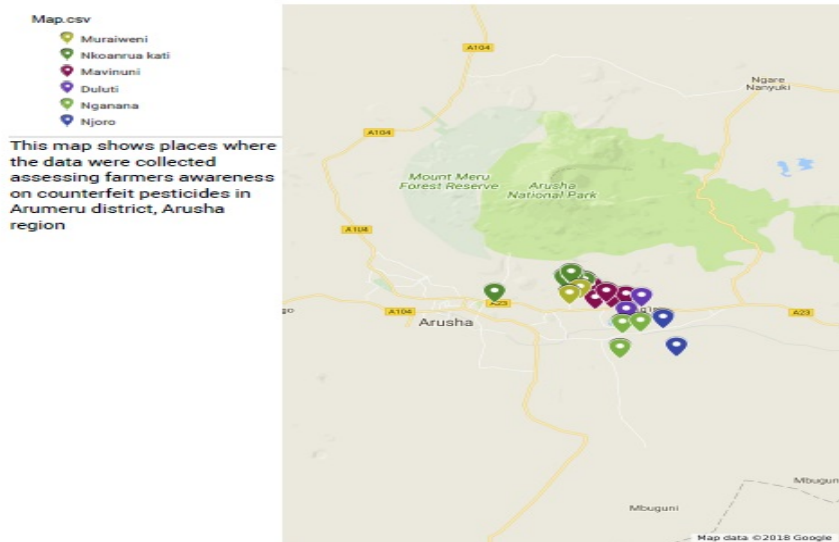 Map.csv
Muraiweni
Nkoanrua kati
Mavinuni
Duluti
Nganana
Njoro
This map shows places where
the data were collected
assessing farmers awareness
on counterfeit pesticides in
Arumeru district, Arusha
region
A104
Ngare
Nanyuki
A104
Mount Meru
Forest Reserve
Arusha
National Park
A104
A23
A104
A23
Arusha
Mbuguni
Mbugu
Map data ©2018 Google